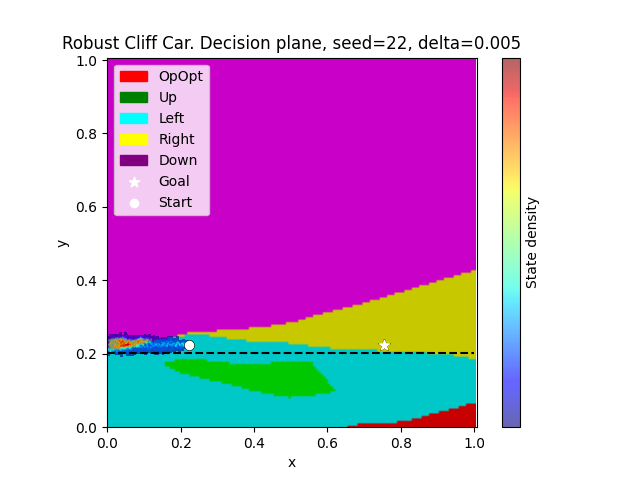 Robust Cliff Car. Decision plane, seed=22, delta=0.005
OpOpt
Up
Left
Right
Down
Goal
Start
1.0
0.8
0.6
0.4
0.2
0.0
y
0.0 0.2 0.4 0.6 0.8 1.0
x
State density